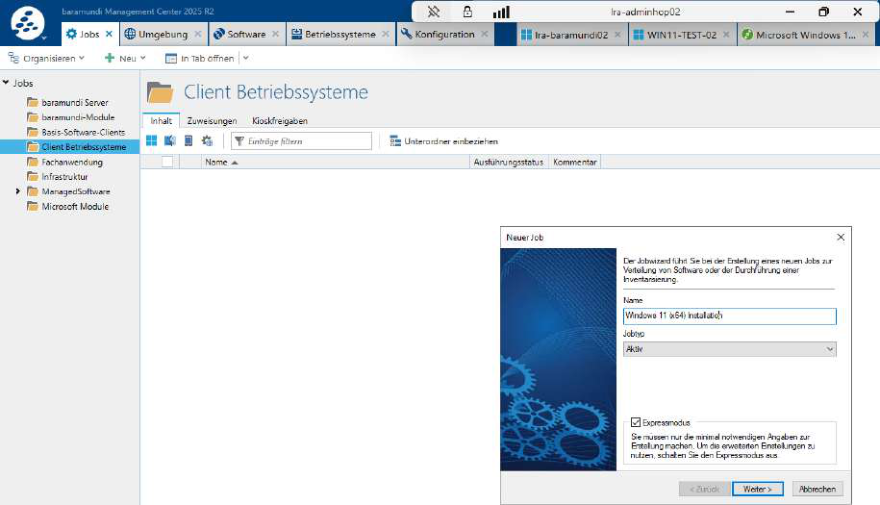 baramundi Management Center 2025 R2
lra-adminhop02
Jobs
Umgebung
Software
Betriebssysteme
Konfiguration
lra-baramundi02
WIN11-TEST-02
Microsoft Windows 1...
Organisieren
Neu
In Tab öffnen
Jobs
baramundi Server
baramundi-Module
Basis-Software-Clients
Client Betriebssysteme
Fachanwendung
Infrastruktur
ManagedSoftware
Microsoft Module
Client Betriebssysteme
Inhalt
Zuweisungen
Kioskfreigaben
Einträge filtern
Unterordner einbeziehen
Name
Ausführungsstatus
Kommentar
Neuer Job
Der Jobwizard führt Sie bei der Erstellung eines neuen Jobs zur
Verteilung von Software oder der Durchführung einer
Inventarisierung.
Name
Windows 11 (x64) Installation
Jobtyp
Aktiv
Expressmodus
Sie müssen nur die minimal notwendigen Angaben zur
Erstellung machen. Um die erweiterten Einstellungen zu
nutzen, schalten Sie den Expressmodus aus.
< Zurück
Weiter >
Abbrechen